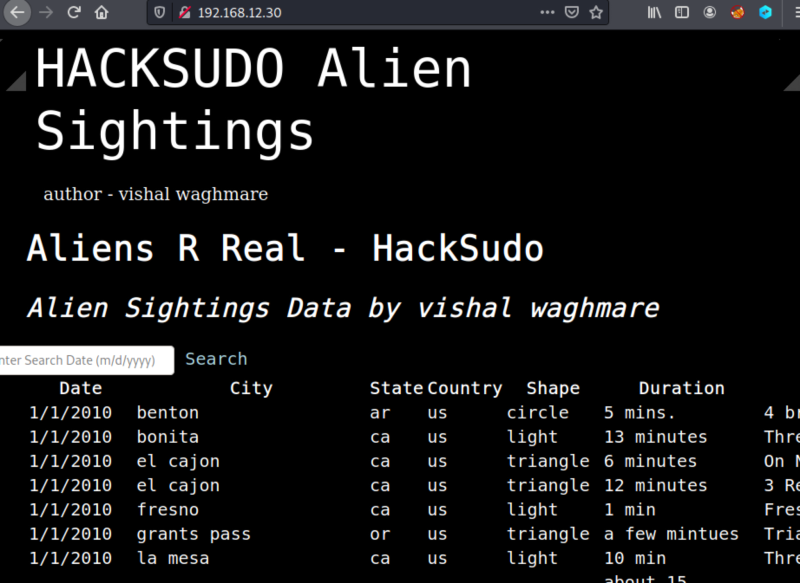 192.168.12.30
HACKSUDO Alien
Sightings
author - vishal waghmare
Aliens R Real - HackSudo
Alien Sightings Data by vishal waghmare
nter Search Date (m/d/yyyy) Search
Date City State Country Shape Duration
1/1/2010 benton ar us circle 5 mins. 4 br
1/1/2010 bonita ca us light 13 minutes Thre
1/1/2010 el cajon ca us triangle 6 minutes On N
1/1/2010 el cajon ca us triangle 12 minutes 3 Re
1/1/2010 fresno ca us light 1 min Fres
1/1/2010 grants pass or us triangle a few mintues Tria
1/1/2010 la mesa ca us light 10 min Thre
about 15